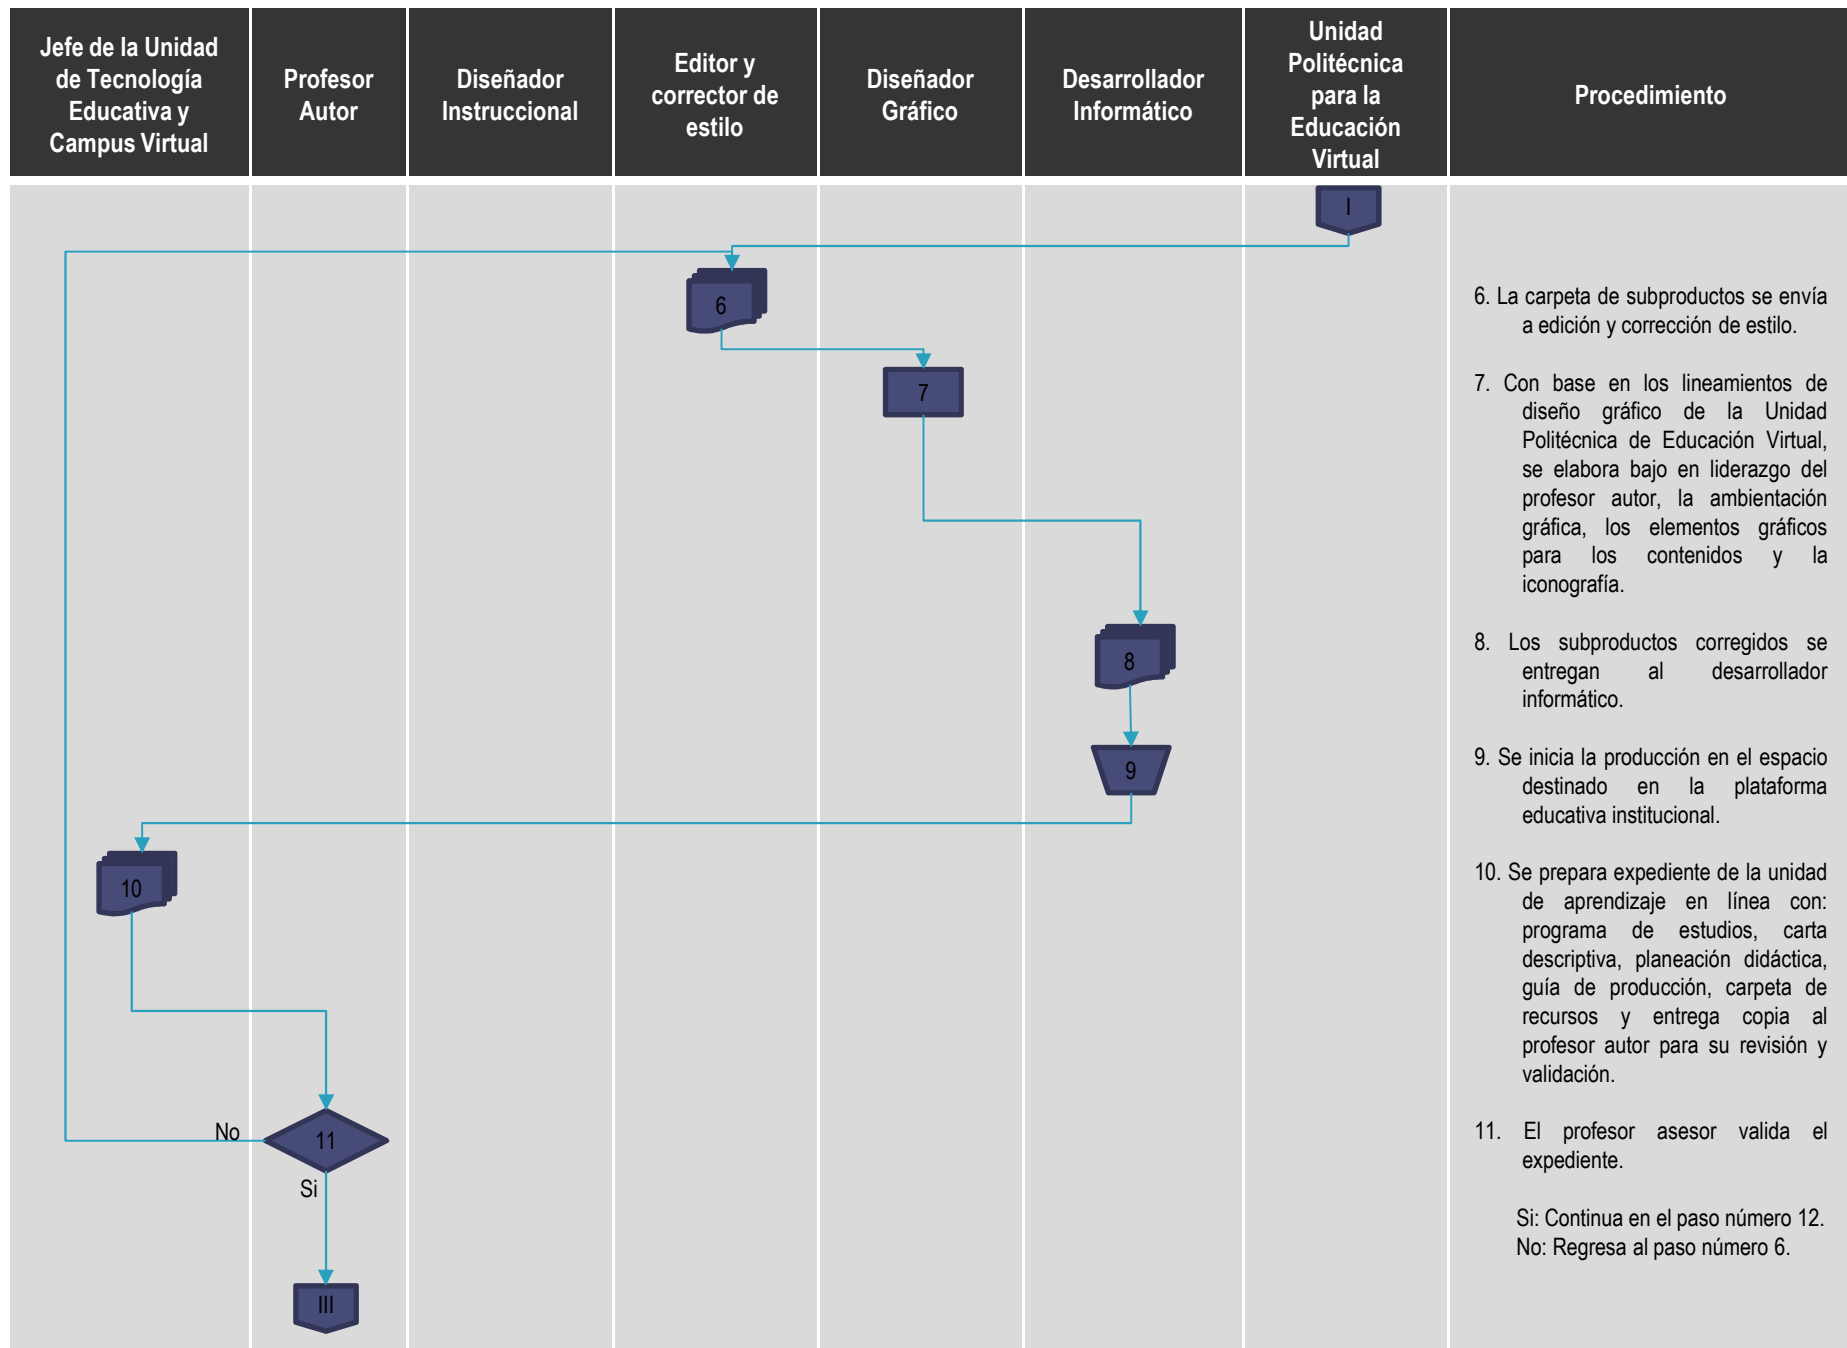 Jefe de la Unidad
de Tecnología
Educativa y
Campus Virtual
Profesor
Autor
Diseñador
Instruccional
Editor y
corrector de
estilo
Diseñador
Gráfico
Desarrollador
Informático
Unidad
Politécnica
para la
Educación
Virtual
Procedimiento
I
6
7
8
9
10
No
11
Si
III
6. La carpeta de subproductos se envía
a edición y corrección de estilo.
7. Con base en los lineamientos de
diseño gráfico de la Unidad
Politécnica de Educación Virtual,
se elabora bajo en liderazgo del
profesor autor, la ambientación
gráfica, los elementos gráficos
para los contenidos y la
iconografía.
8. Los subproductos corregidos se
entregan al desarrollador
informático.
9. Se inicia la producción en el espacio
destinado en la plataforma
educativa institucional.
10. Se prepara expediente de la unidad
de aprendizaje en línea con:
programa de estudios, carta
descriptiva, planeación didáctica,
guía de producción, carpeta de
recursos y entrega copia al
profesor autor para su revisión y
validación.
11. El profesor asesor valida el
expediente.
Si: Continua en el paso número 12.
No: Regresa al paso número 6.